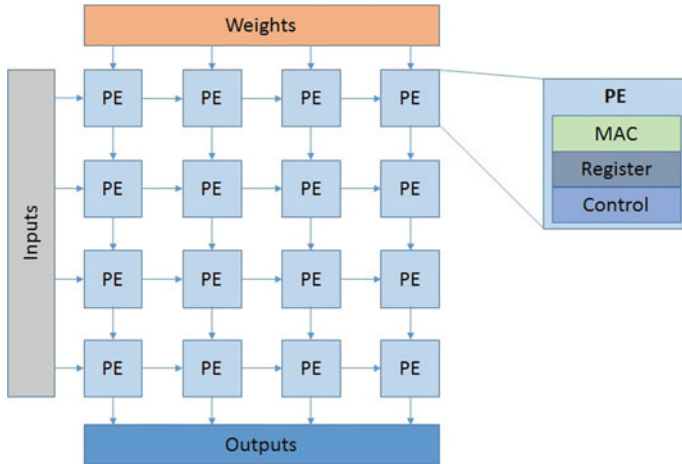 Weights
PE PE PE PE
PE
MAC
Register
Control
Inputs
PE PE PE PE
PE PE PE PE
PE PE PE PE
Outputs